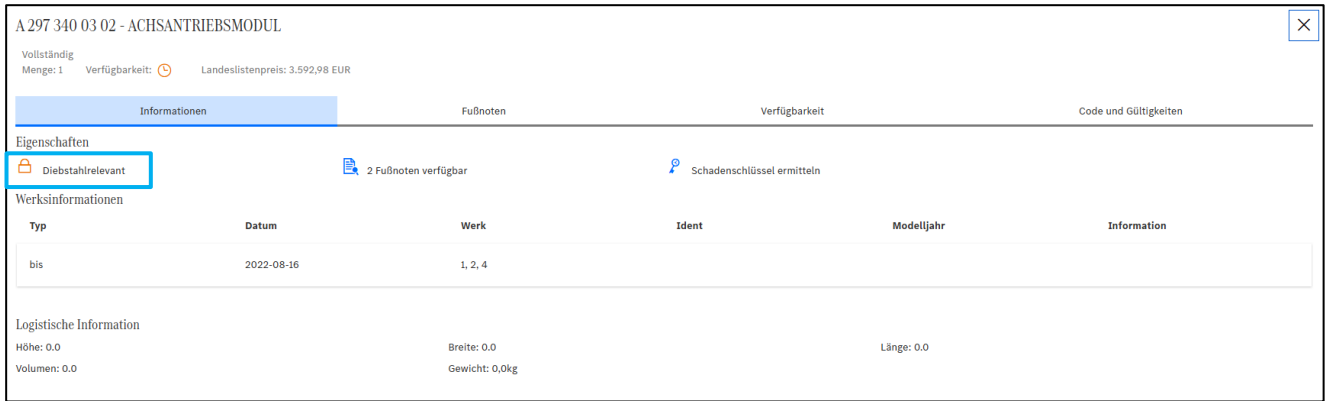 A 297 340 03 02 - ACHSANTRIEBSMODUL
Vollständig
Menge: 1 Verfügbarkeit: Landeslistenpreis: 3.592,98 EUR
Informationen Fußnoten Verfügbarkeit Code und Gültigkeiten
Eigenschaften
Diebstahlrelevant 2 Fußnoten verfügbar Schadenschlüssel ermitteln
Werksinformationen
Typ Datum Werk Ident Modelljahr Information
bis 2022-08-16 1, 2, 4
Logistische Information
Höhe: 0.0 Breite: 0.0 Länge: 0.0
Volumen: 0.0 Gewicht: 0,0kg